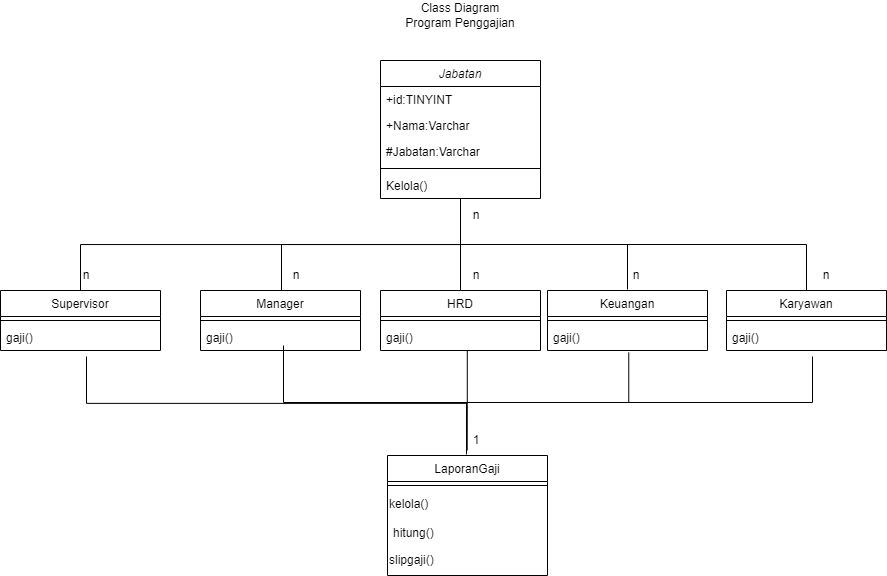 Class Diagram
Program Penggajian
Jabatan
+id:TINYINT
+Nama:Varchar
#Jabatan:Varchar
Kelola()
n
n
n
n
n
n
Supervisor
Manager
HRD
Keuangan
Karyawan
gaji()
gaji()
gaji()
gaji()
gaji()
1
LaporanGaji
kelola()
hitung()
slipgaji()